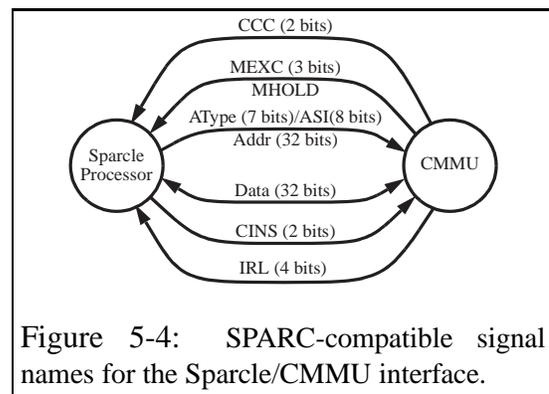 CCC (2 bits)
MEXC (3 bits)
MHOLD
AType (7 bits)/ASI(8 bits)
Addr (32 bits)
Sparcle
Processor
CMMU
Data (32 bits)
CINS (2 bits)
IRL (4 bits)
Figure 5-4: SPARC-compatible signal
names for the Sparcle/CMMU interface.